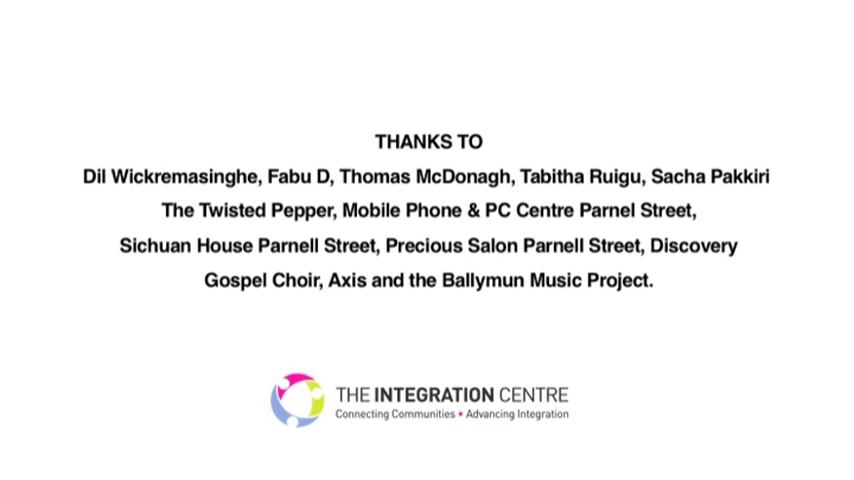 THANKS TO
Dil Wickremasinghe, Fabu D, Thomas McDonagh, Tabitha Ruigu, Sacha Pakkiri
The Twisted Pepper, Mobile Phone & PC Centre Parnel Street,
Sichuan House Parnell Street, Precious Salon Parnell Street, Discovery
Gospel Choir, Axis and the Ballymun Music Project.
THE INTEGRATION CENTRE
Connecting Communities • Advancing Integration